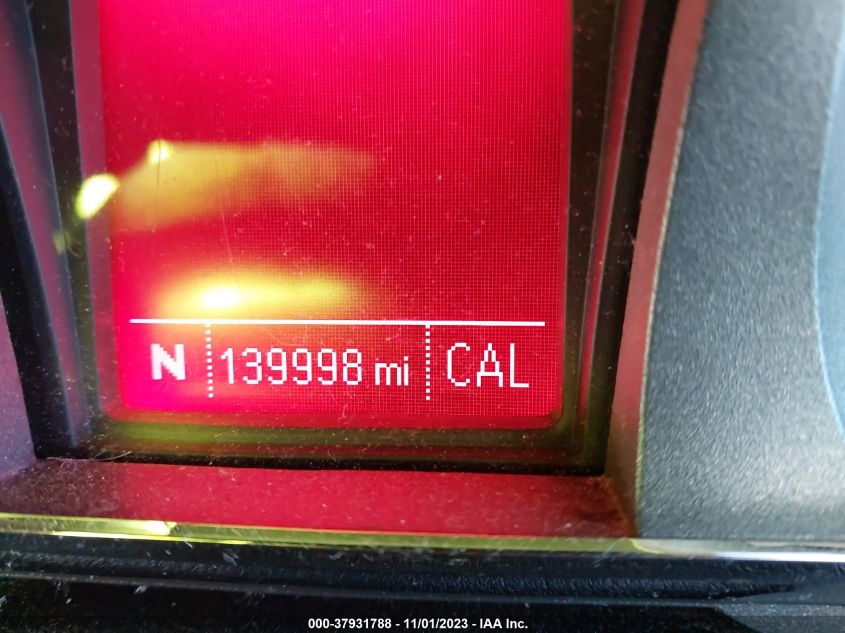 N 139998 mi CAL
000-37931788 - 11/01/2023 - IAA Inc.